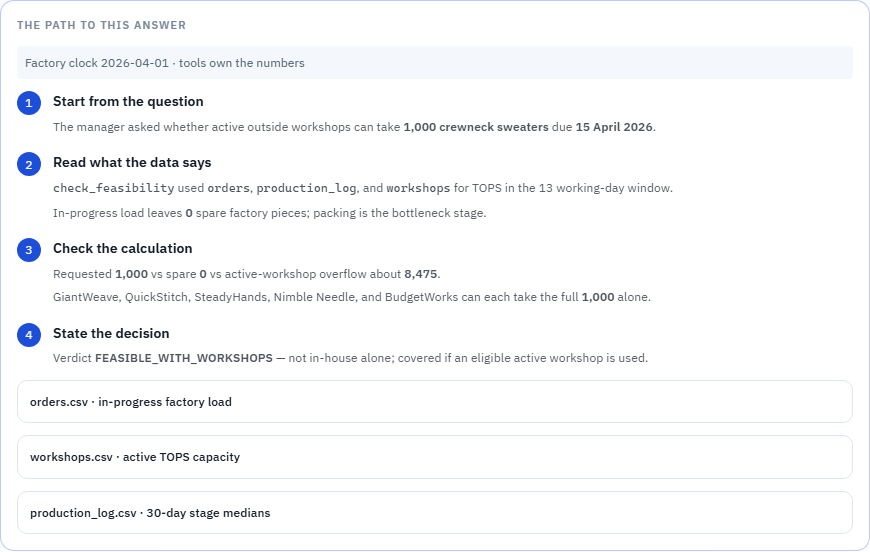 THE PATH TO THIS ANSWER
Factory clock 2026-04-01 · tools own the numbers
1 Start from the question
The manager asked whether active outside workshops can take 1,000 crewneck sweaters due 15 April 2026.
2 Read what the data says
check_feasibility used orders, production_log, and workshops for TOPS in the 13 working-day window.
In-progress load leaves 0 spare factory pieces; packing is the bottleneck stage.
3 Check the calculation
Requested 1,000 vs spare 0 vs active-workshop overflow about 8,475.
GiantWeave, QuickStitch, SteadyHands, Nimble Needle, and BudgetWorks can each take the full 1,000 alone.
4 State the decision
Verdict FEASIBLE_WITH_WORKSHOPS — not in-house alone; covered if an eligible active workshop is used.
orders.csv · in-progress factory load
workshops.csv · active TOPS capacity
production_log.csv · 30-day stage medians